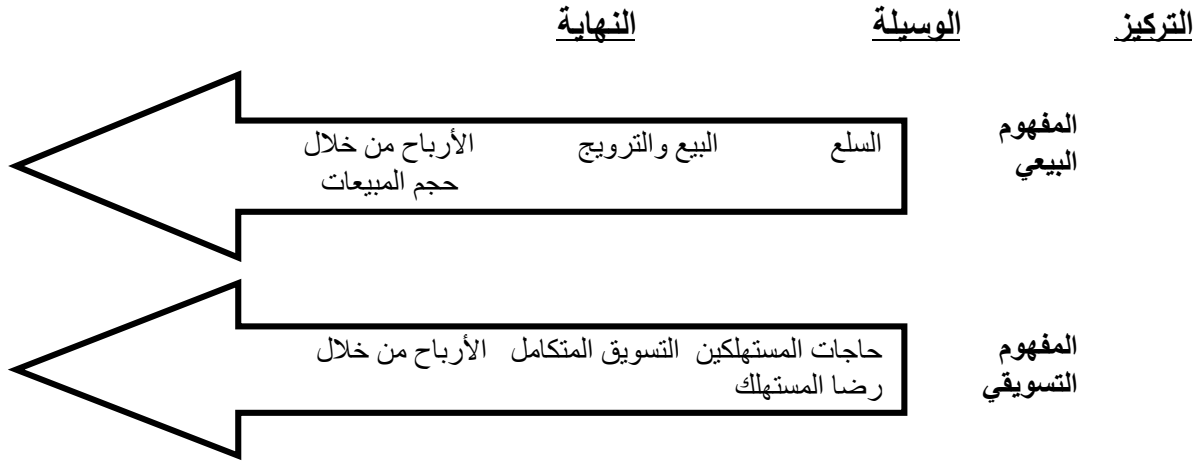 التركيز الوسيلة النهاية
المفهوم البيعي
السلع البيع والترويج الأرباح من خلال
حجم المبيعات
المفهوم التسويقي
حاجات المستهلكين التسويق المتكامل الأرباح من خلال
رضا المستهلك